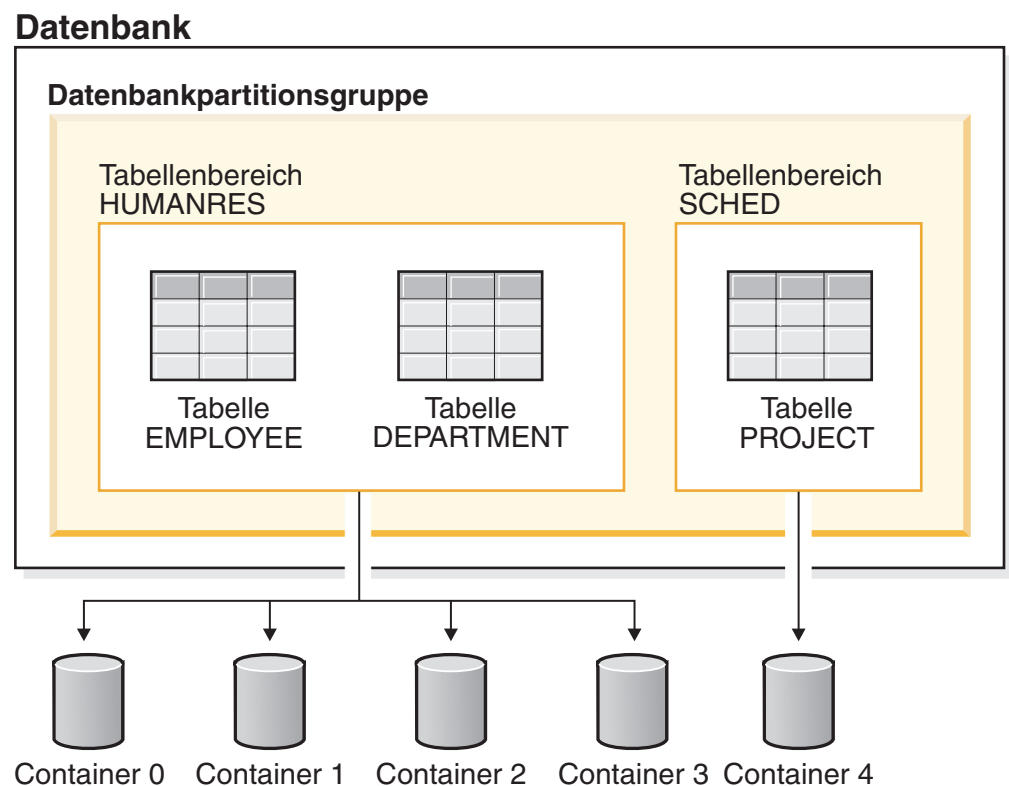 Datenbank
Datenbankpartitionsgruppe
Tabellenbereich
HUMANRES
Tabellenbereich
SCHED
Tabelle
EMPLOYEE
Tabelle
DEPARTMENT
Tabelle
PROJECT
Container 0
Container 1
Container 2
Container 3
Container 4